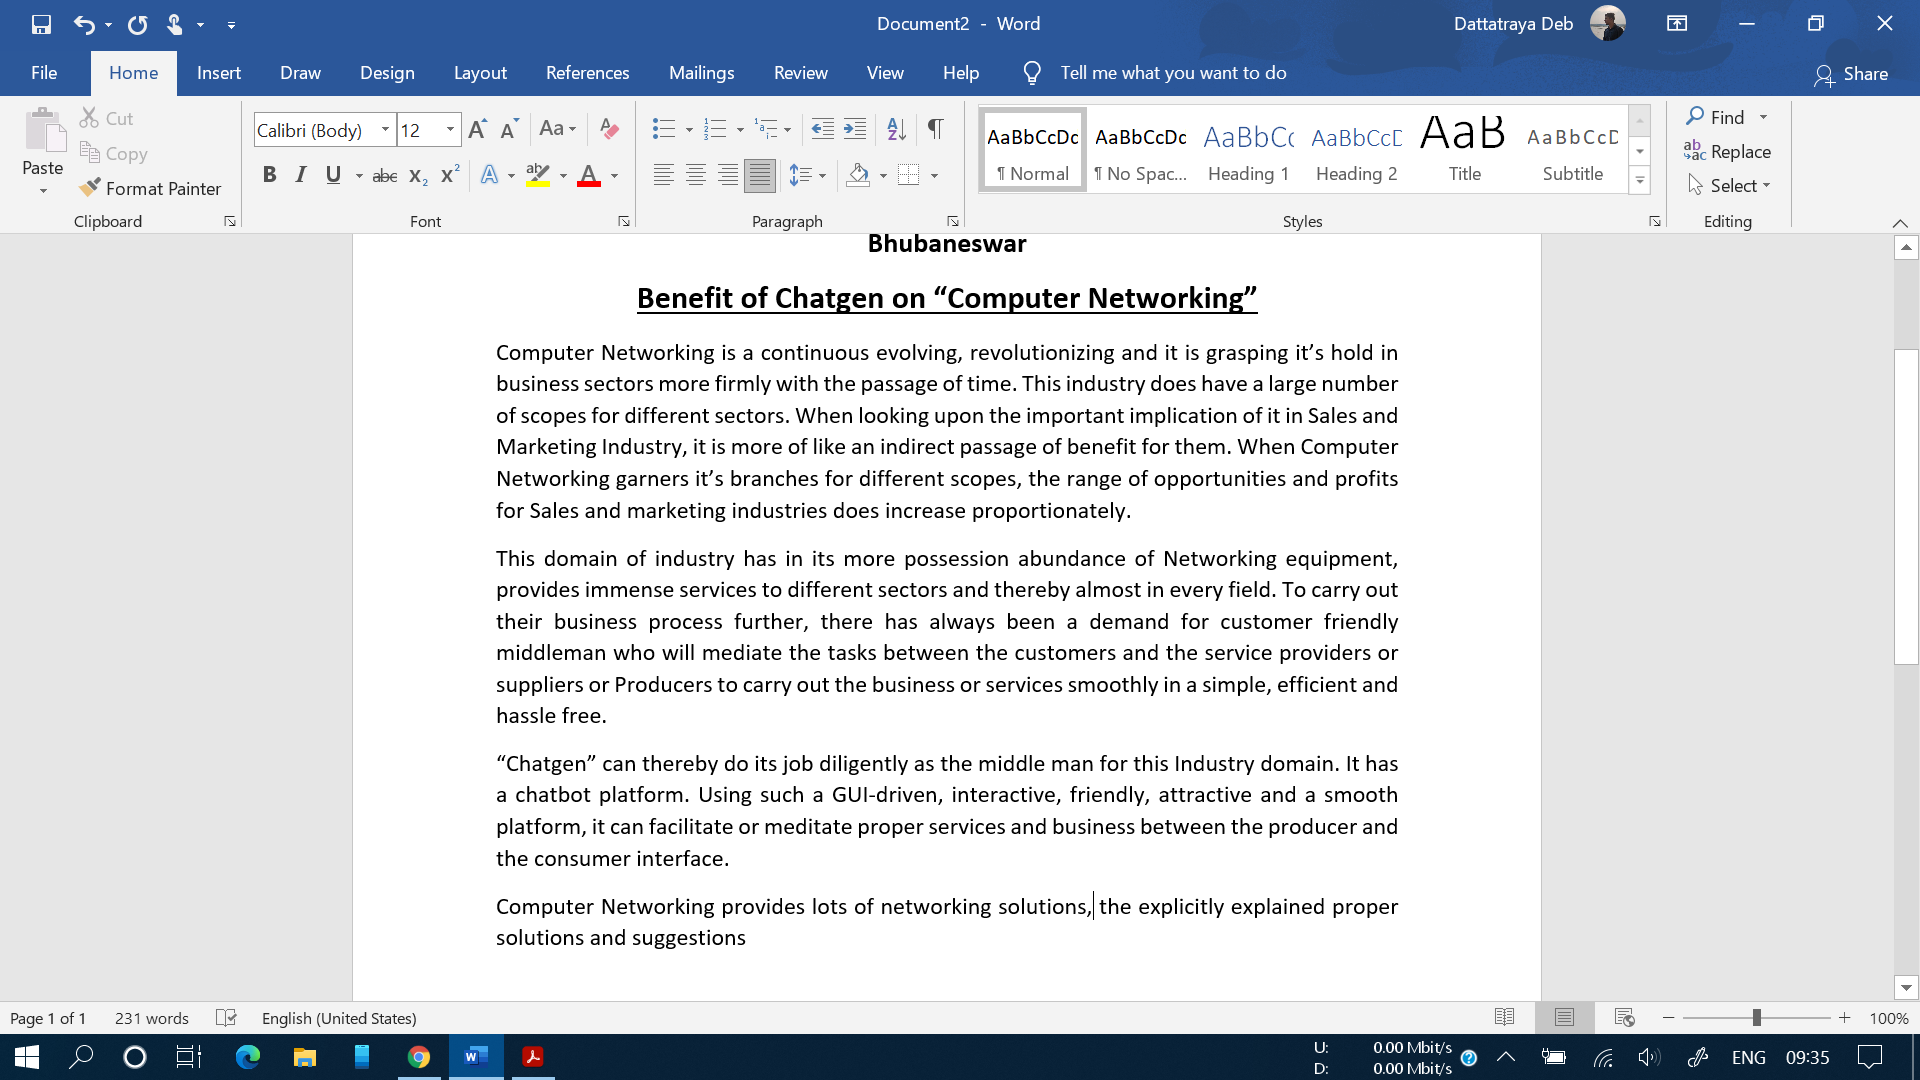 Document2 - Word
Dattatraya Deb
File Home Insert Draw Design Layout References Mailings Review View Help Tell me what you want to do Share
Paste
Cut
Copy
Format Painter
Clipboard
Calibri (Body) 12
Font
Paragraph
AaBbCcDc AaBbCcDc AaBbC AaBbCcD AaB AaBbCcD
¶ Normal ¶ No Spac... Heading 1 Heading 2 Title Subtitle
Styles
Find
Replace
Select
Editing
Bhubaneswar
Benefit of Chatgen on “Computer Networking”
Computer Networking is a continuous evolving, revolutionizing and it is grasping it’s hold in
business sectors more firmly with the passage of time. This industry does have a large number
of scopes for different sectors. When looking upon the important implication of it in Sales and
Marketing Industry, it is more of like an indirect passage of benefit for them. When Computer
Networking garners it’s branches for different scopes, the range of opportunities and profits
for Sales and marketing industries does increase proportionately.
This domain of industry has in its more possession abundance of Networking equipment,
provides immense services to different sectors and thereby almost in every field. To carry out
their business process further, there has always been a demand for customer friendly
middleman who will mediate the tasks between the customers and the service providers or
suppliers or Producers to carry out the business or services smoothly in a simple, efficient and
hassle free.
“Chatgen” can thereby do its job diligently as the middle man for this Industry domain. It has
a chatbot platform. Using such a GUI-driven, interactive, friendly, attractive and a smooth
platform, it can facilitate or meditate proper services and business between the producer and
the consumer interface.
Computer Networking provides lots of networking solutions, the explicitly explained proper
solutions and suggestions
Page 1 of 1 231 words English (United States) 100%
U: 0.00 Mbit/s
D: 0.00 Mbit/s
ENG 09:35